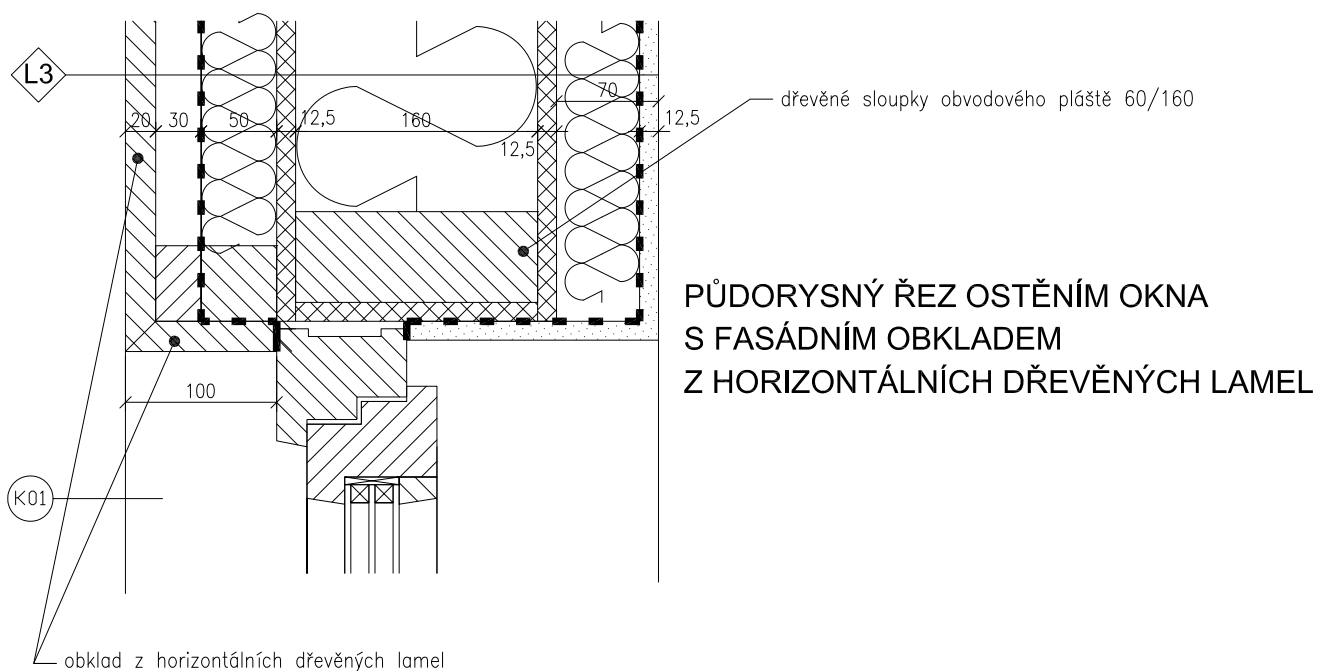 L3
70
dřevěné sloupky obvodového pláště 60/160
20 30 50 12,5 160 12,5 12,5
PŮDORYSNÝ ŘEZ OSTĚNÍM OKNA
S FASÁDNÍM OBKLADEM
Z HORIZONTÁLNÍCH DŘEVĚNÝCH LAMEL
100
K01
obklad z horizontálních dřevěných lamel